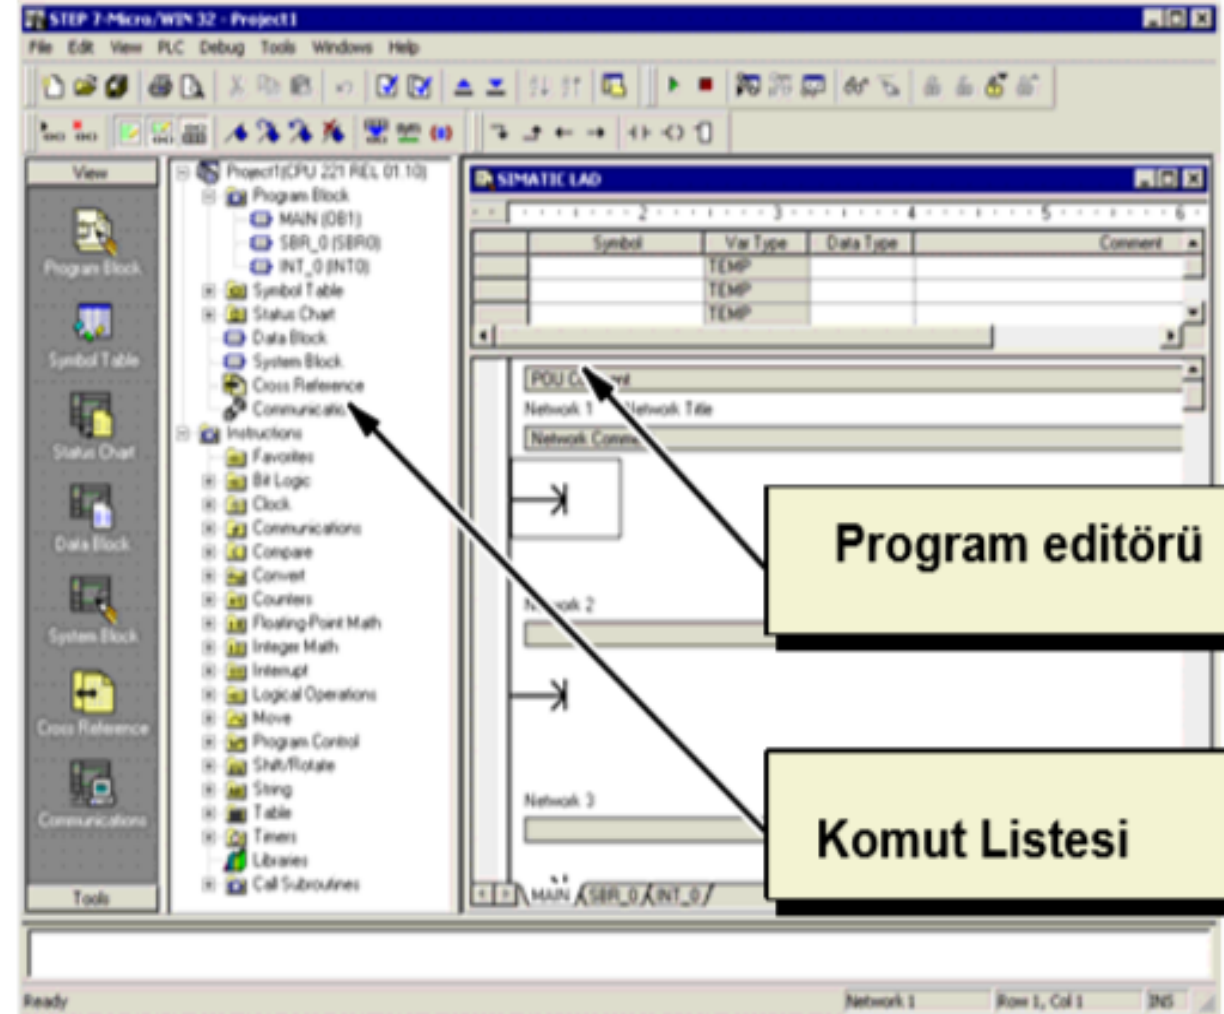 STEP 7-Micro/WIN 32 - Project1
File Edit View PLC Debug Tools Windows Help
View
Program Block
Symbol Table
Status Chart
Data Block
System Block
Cross Reference
Communications
Tools
Project1(CPU 221 REL 01.10)
Program Block
MAIN (OB1)
SBR_0 (SBR0)
INT_0 (INT0)
Symbol Table
Status Chart
Data Block
System Block
Cross Reference
Instructions
Favorites
Bit Logic
Clock
Communications
Compare
Convert
Counters
Floating-Point Math
Integer Math
Interrupt
Logical Operations
Move
Program Control
Shift/Rotate
String
Table
Timers
Libraries
Call Subroutines
SIMATIC LAD
2 3 4 5 6
Symbol Var Type Data Type Comment
TEMP
TEMP
TEMP
POU
Network 1 Network Title
Network
2
Network 3
MAIN SBR_0 INT_0
Program editörü
Komut Listesi
Ready Network 1 Row 1, Col 1 INS